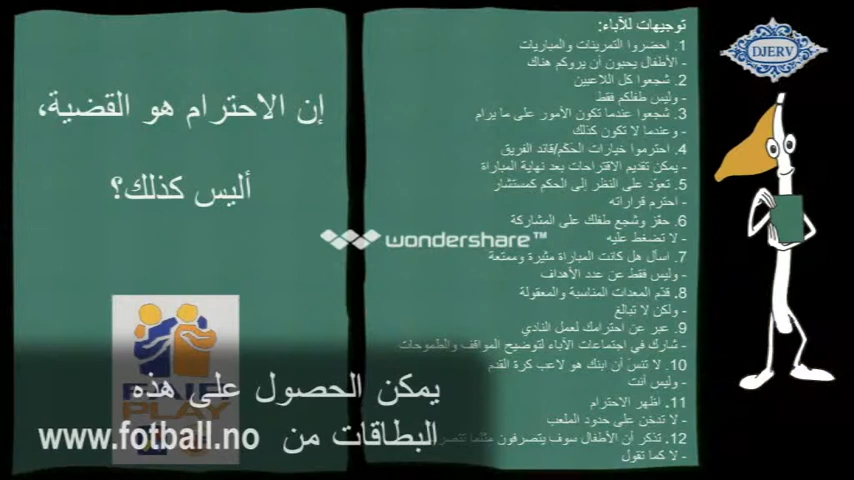 إن الاحترام هو القضية،
أليس كذلك؟
FAIR
PLAY
توجيهات للآباء:
1. احضروا التمرينات والمباريات
- الأطفال يحبون أن يروكم هناك
2. شجعوا كل اللاعبين
- وليس طفلكم فقط
3. شجعوا عندما تكون الأمور على ما يرام
- وعندما لا تكون كذلك
4. احترموا خيارات الحَكَم/قائد الفريق
- يمكن تقديم الاقتراحات بعد نهاية المباراة
5. تعوّد على النظر إلى الحكم كمستشار
- احترم قراراته
6. حفّز وشجع طفلك على المشاركة
- لا تضغط عليه
7. اسأل هل كانت المباراة مثيرة وممتعة
- وليس فقط عن عدد الأهداف
8. قدّم المعدات المناسبة والمعقولة
- ولكن لا تبالغ
9. عبر عن احترامك لعمل النادي
- شارك في اجتماعات الآباء لتوضيح المواقف والطموحات
10. لا تنسَ أن ابنك هو لاعب كرة القدم
- وليس أنت
11. اظهر الاحترام
- لا تدخن على حدود الملعب
12. تذكر أن الأطفال سوف يتصرفون مثلما
- لا كما تقول
DJERV
wondershare™
يمكن الحصول على هذه
البطاقات من www.fotball.no